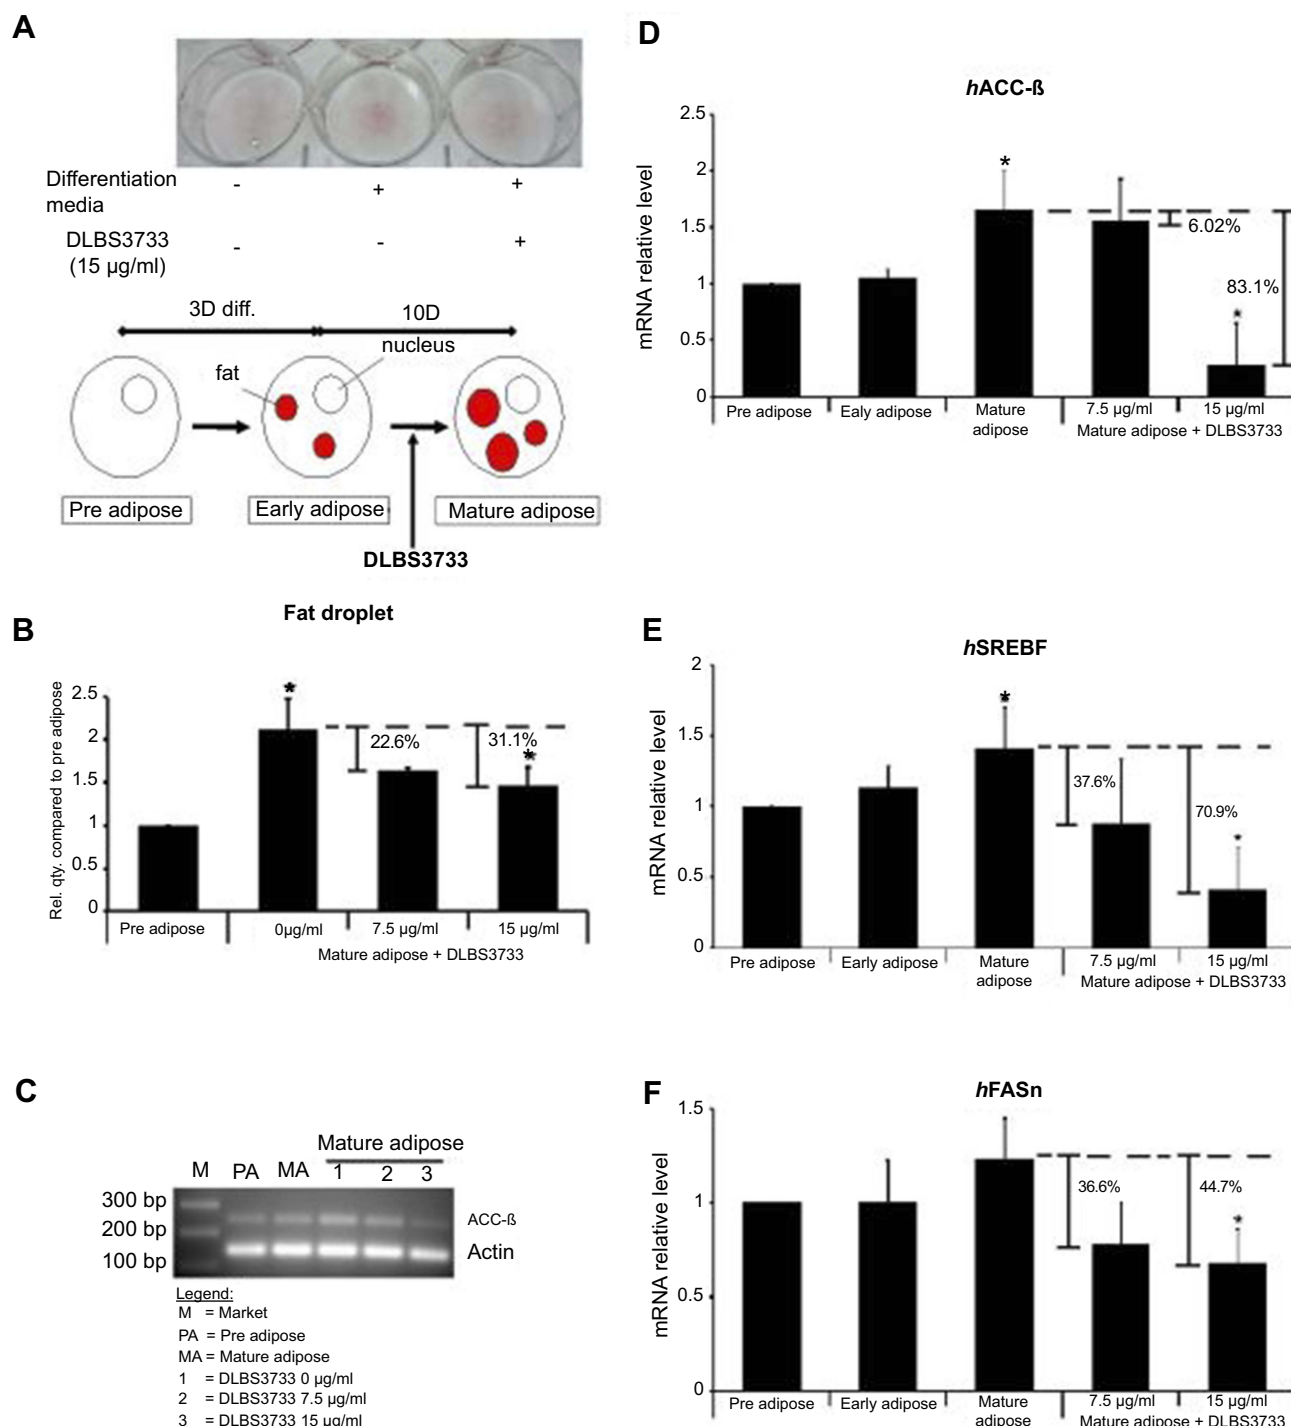 A
Differentiation media
- + +
DLBS3733 (15 µg/ml)
- - +
3D diff.
10D
nucleus
fat
Pre adipose
Early adipose
Mature adipose
DLBS3733
B
Fat droplet
Rel. qty. compared to pre adipose
2.5
2
1.5
1
0.5
0
*
22.6%
31.1%
*
Pre adipose
0µg/ml
7.5 µg/ml
15 µg/ml
Mature adipose + DLBS3733
C
Mature adipose
M PA MA 1 2 3
300 bp
200 bp
100 bp
ACC-ß
Actin
Legend:
M = Market
PA = Pre adipose
MA = Mature adipose
1 = DLBS3733 0 µg/ml
2 = DLBS3733 7.5 µg/ml
3 = DLBS3733 15 µg/ml
D
hACC-ß
mRNA relative level
2.5
2
1.5
1
0.5
0
*
6.02%
83.1%
*
Pre adipose
Ealy adipose
Mature adipose
7.5 µg/ml
15 µg/ml
Mature adipose + DLBS3733
E
hSREBF
mRNA relative level
2
1.5
1
0.5
0
*
37.6%
70.9%
*
Pre adipose
Early adipose
Mature adipose
7.5 µg/ml
15 µg/ml
Mature adipose + DLBS3733
F
hFASn
mRNA relative level
1.5
1
0.5
0
36.6%
44.7%
*
Pre adipose
Early adipose
Mature adipose
7.5 µg/ml
15 µg/ml
Mature adipose + DLBS3733